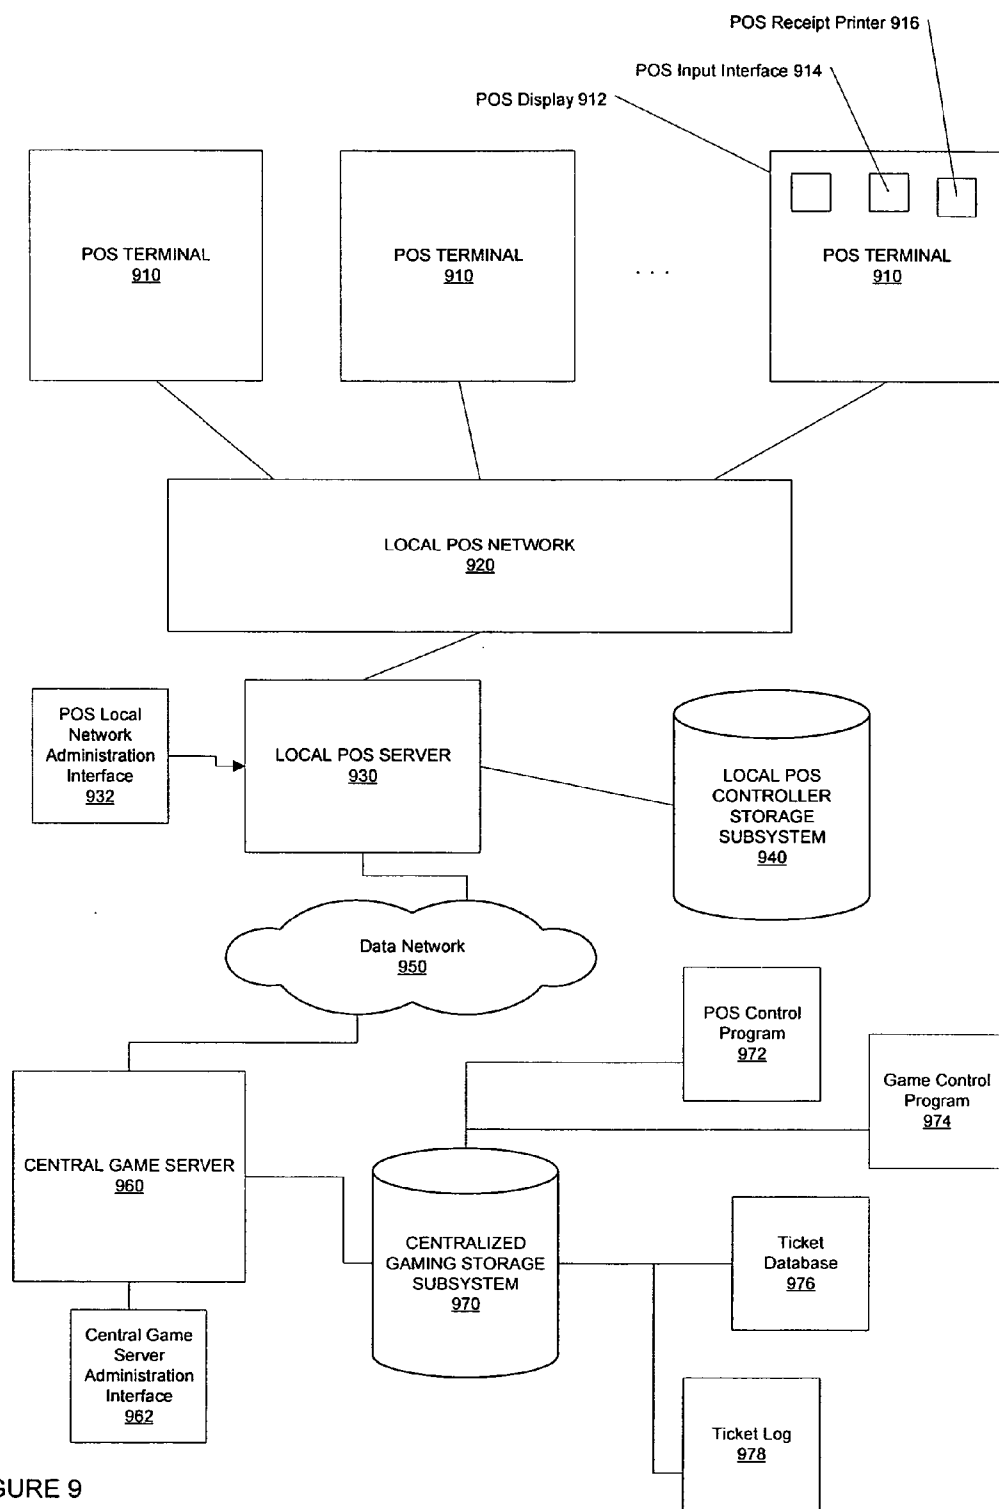 POS Receipt Printer 916
POS Input Interface 914
POS Display 912
POS TERMINAL
910
POS TERMINAL
910
. . .
POS TERMINAL
910
LOCAL POS NETWORK
920
POS Local
Network
Administration
Interface
932
LOCAL POS SERVER
930
LOCAL POS
CONTROLLER
STORAGE
SUBSYSTEM
940
Data Network
950
POS Control
Program
972
Game Control
Program
974
CENTRAL GAME SERVER
960
CENTRALIZED
GAMING STORAGE
SUBSYSTEM
970
Ticket
Database
976
Central Game
Server
Administration
Interface
962
Ticket Log
978
GURE 9